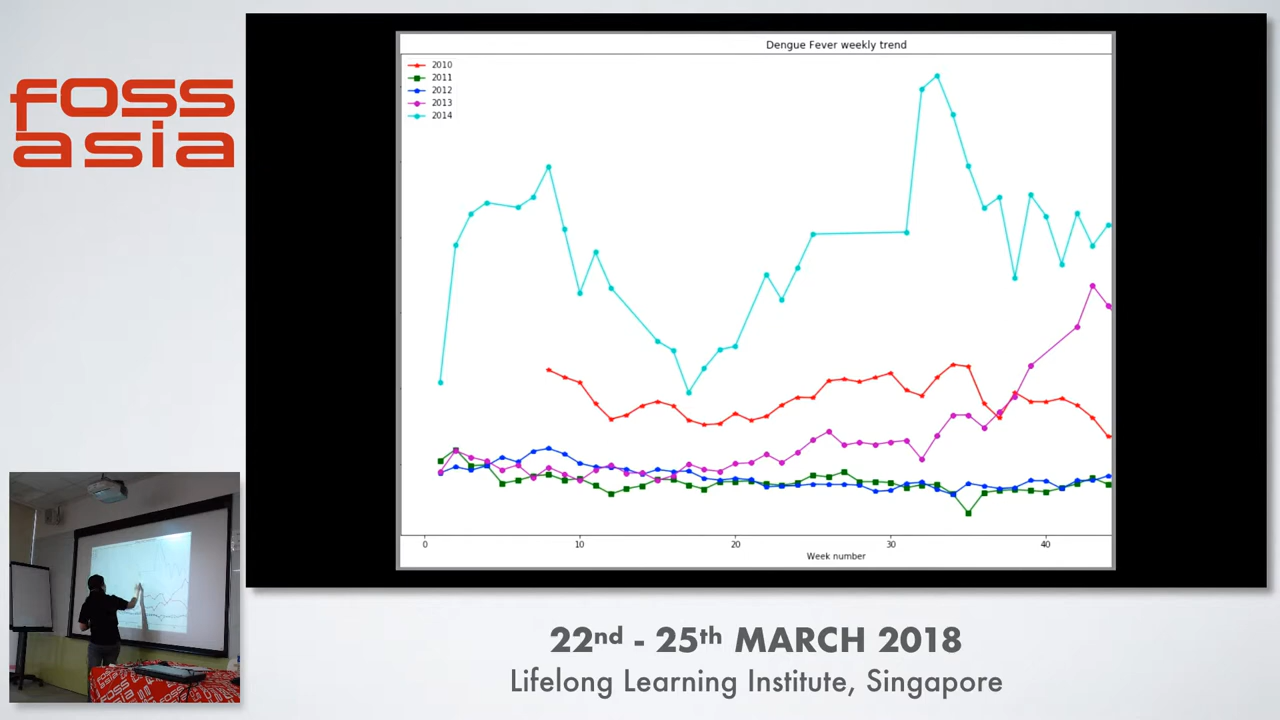 foss
asia
Dengue Fever weekly trend
2010
2011
2012
2013
2014
0 10 20 30 40
Week number
FOSS
22nd - 25th MARCH 2018
Lifelong Learning Institute, Singapore